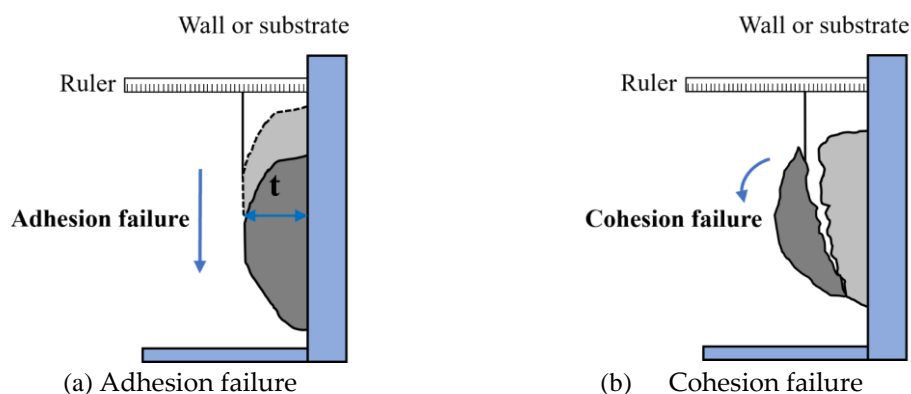 Wall or substrate
Ruler
t
Adhesion failure
(a) Adhesion failure
Wall or substrate
Ruler
Cohesion failure
(b) Cohesion failure